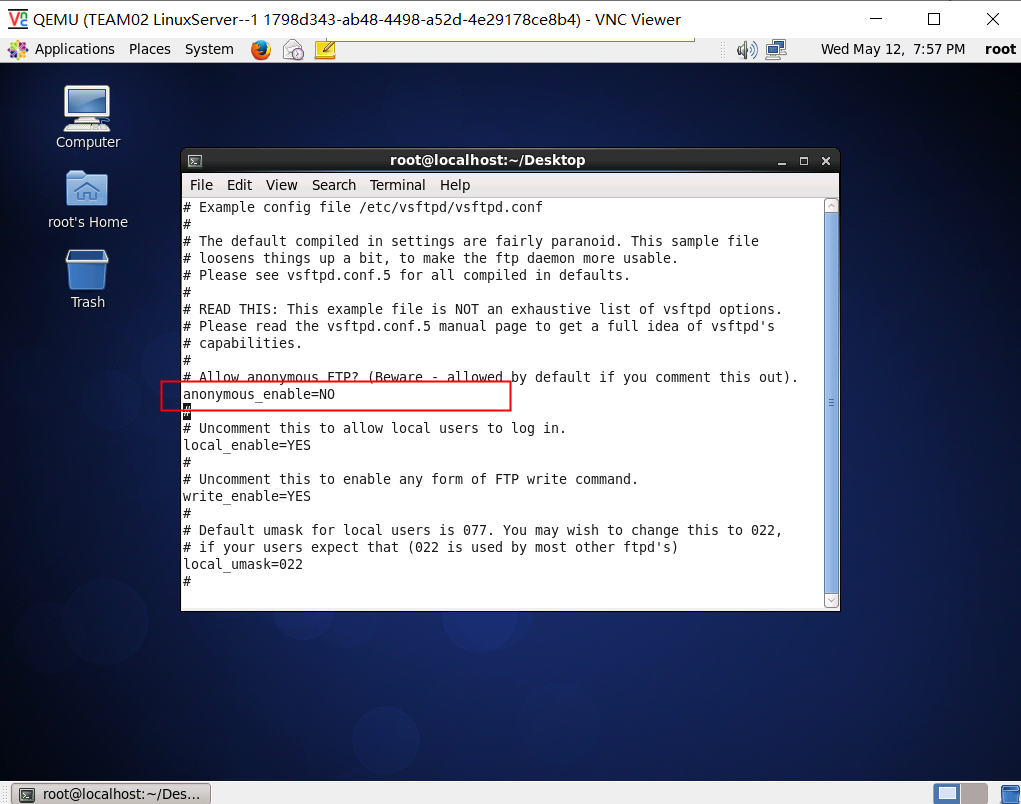 QEMU (TEAM02 LinuxServer--1 1798d343-ab48-4498-a52d-4e29178ce8b4) - VNC Viewer
Applications Places System Wed May 12, 7:57 PM root
Computer
root's Home
Trash
root@localhost:~/Desktop
File Edit View Search Terminal Help
# Example config file /etc/vsftpd/vsftpd.conf
#
# The default compiled in settings are fairly paranoid. This sample file
# loosens things up a bit, to make the ftp daemon more usable.
# Please see vsftpd.conf.5 for all compiled in defaults.
#
# READ THIS: This example file is NOT an exhaustive list of vsftpd options.
# Please read the vsftpd.conf.5 manual page to get a full idea of vsftpd's
# capabilities.
#
# Allow anonymous FTP? (Beware - allowed by default if you comment this out).
anonymous_enable=NO
#
# Uncomment this to allow local users to log in.
local_enable=YES
#
# Uncomment this to enable any form of FTP write command.
write_enable=YES
#
# Default umask for local users is 077. You may wish to change this to 022,
# if your users expect that (022 is used by most other ftpd's)
local_umask=022
#
root@localhost:~/Des...